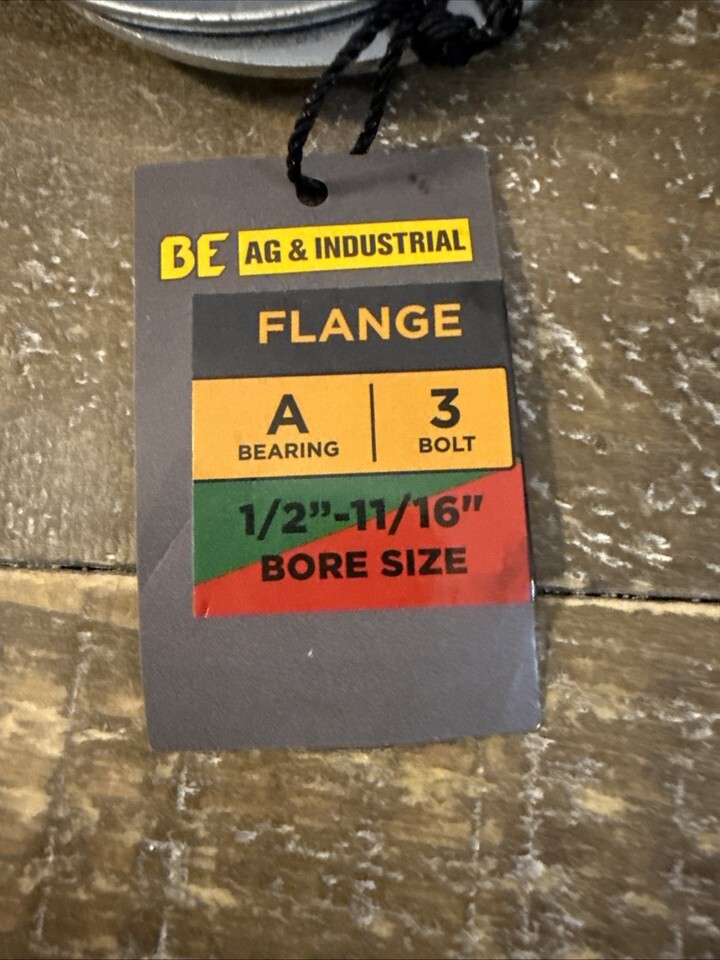 BE AG & INDUSTRIAL
FLANGE
A 3
BEARING BOLT
1/2”-11/16"
BORE SIZE